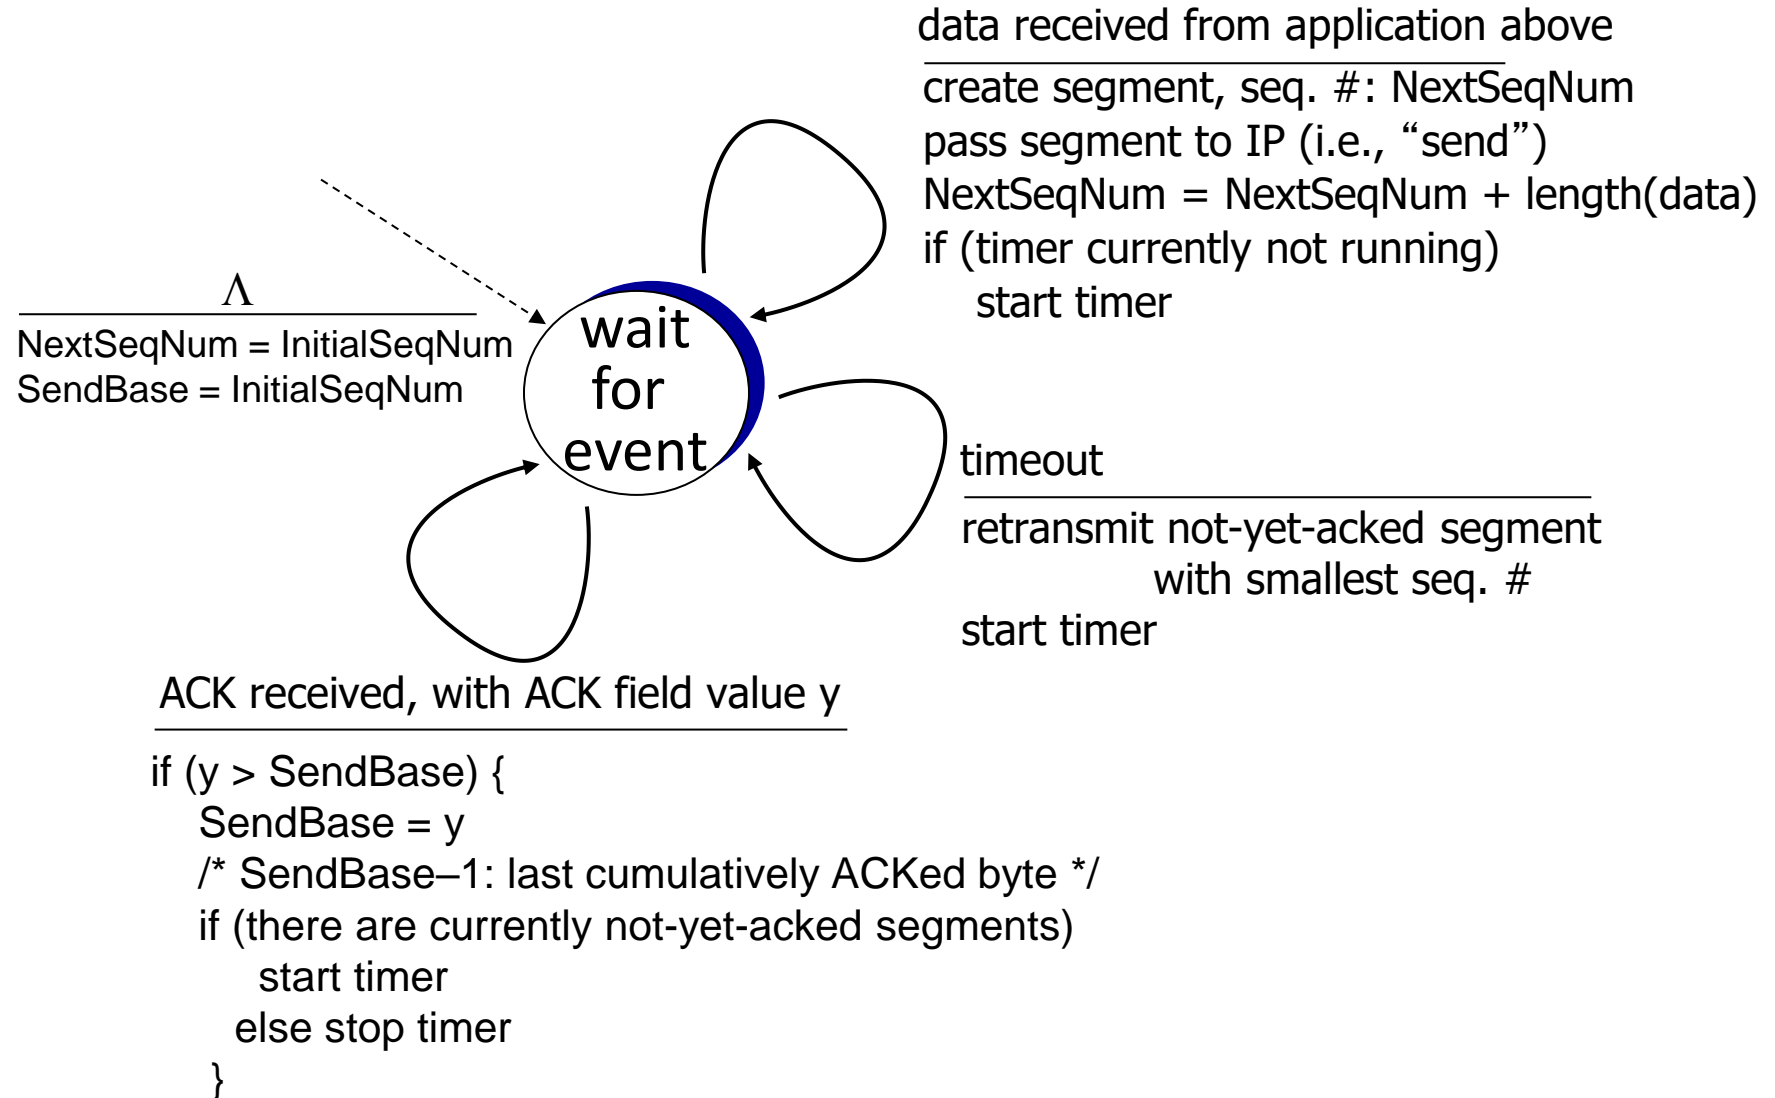 data received from application above
create segment, seq. #: NextSeqNum
pass segment to IP (i.e., “send”)
NextSeqNum = NextSeqNum + length(data)
if (timer currently not running)
start timer
Λ
NextSeqNum = InitialSeqNum
SendBase = InitialSeqNum
wait
for
event
timeout
retransmit not-yet-acked segment
with smallest seq. #
start timer
ACK received, with ACK field value y
if (y > SendBase) {
SendBase = y
/* SendBase–1: last cumulatively ACKed byte */
if (there are currently not-yet-acked segments)
start timer
else stop timer
}